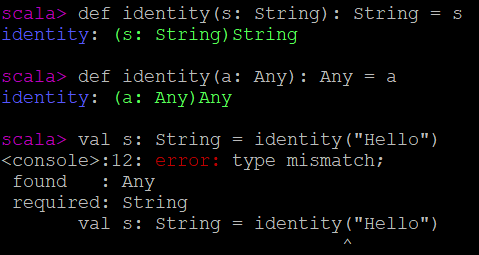 scala> def identity(s: String): String = s
identity: (s: String)String
scala> def identity(a: Any): Any = a
identity: (a: Any)Any
scala> val s: String = identity("Hello")
<console>:12: error: type mismatch;
 found   : Any
 required: String
       val s: String = identity("Hello")
                               ^